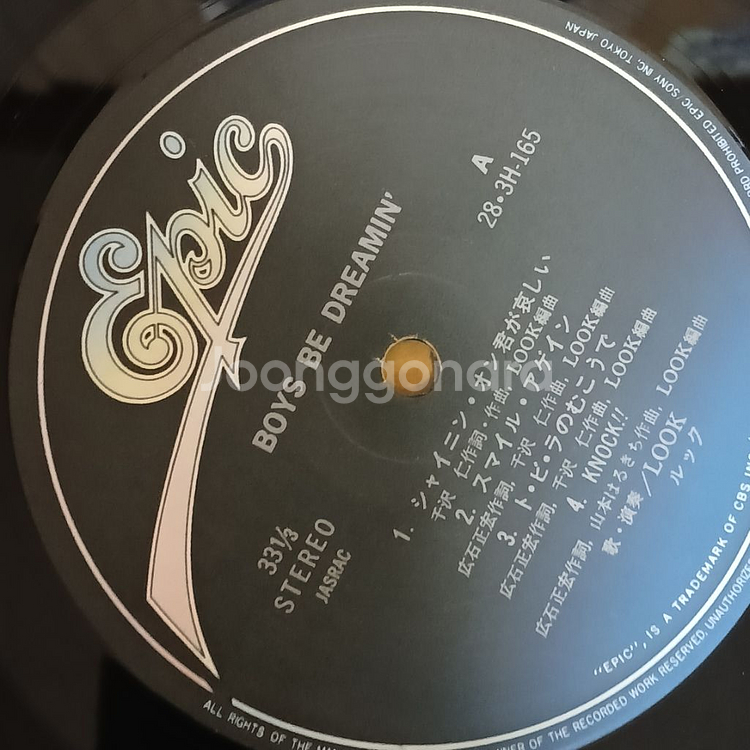 Epic
BOYS BE DREAMIN'
A
28・3H-165
33 1/3
STEREO
JASRAC
1. シャイニン・オン 君が哀しい
千沢 仁作詞・作曲, LOOK編曲
2. スマイル・アゲイン
広石正宏作詞, 千沢 仁作曲, LOOK編曲
3. ト・ビ・ラのむこうで
広石正宏作詞, 千沢 仁作曲, LOOK編曲
4. KNOCK!!
広石正宏作詞, 山本はるきち作曲, LOOK編曲
歌・演奏/LOOK
ルック
PROHIBITED EPIC/SONY INC. TOKYO JAPAN
"EPIC", IS A TRADEMARK OF CBS
ALL RIGHTS OF THE
OF THE RECORDED WORK RESERVED.
Joonggonara